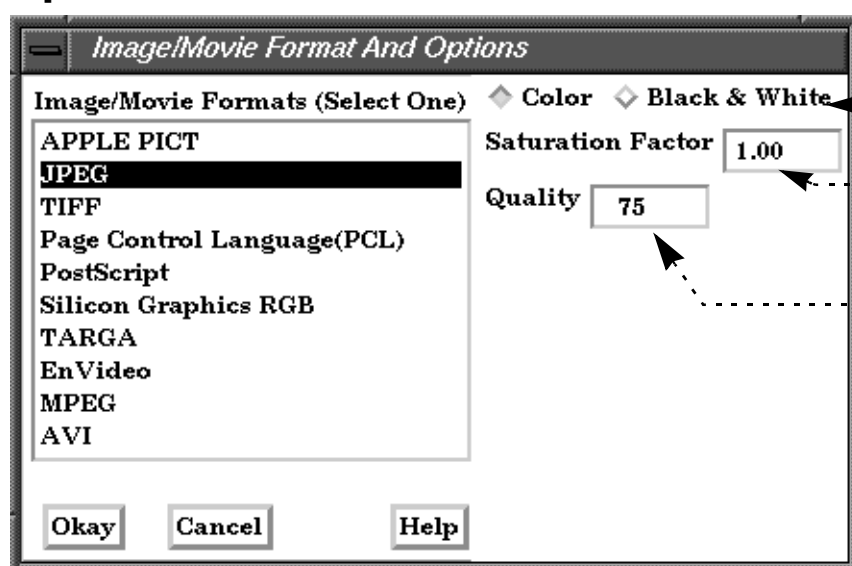 Image/Movie Format And Options
Image/Movie Formats (Select One)
APPLE PICT
JPEG
TIFF
Page Control Language(PCL)
PostScript
Silicon Graphics RGB
TARGA
EnVideo
MPEG
AVI
Color Black & White
Saturation Factor 1.00
Quality 75
Okay Cancel Help